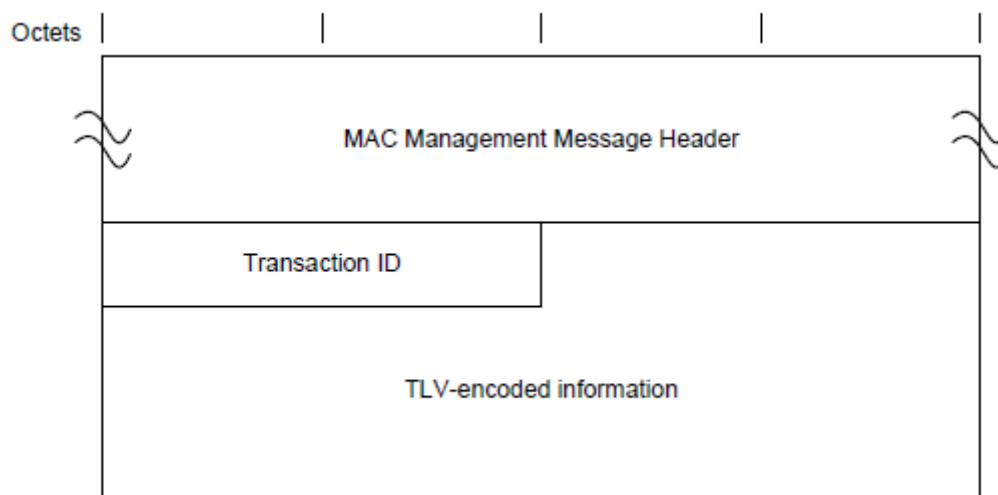 Octets
MAC Management Message Header
Transaction ID
TLV-encoded information